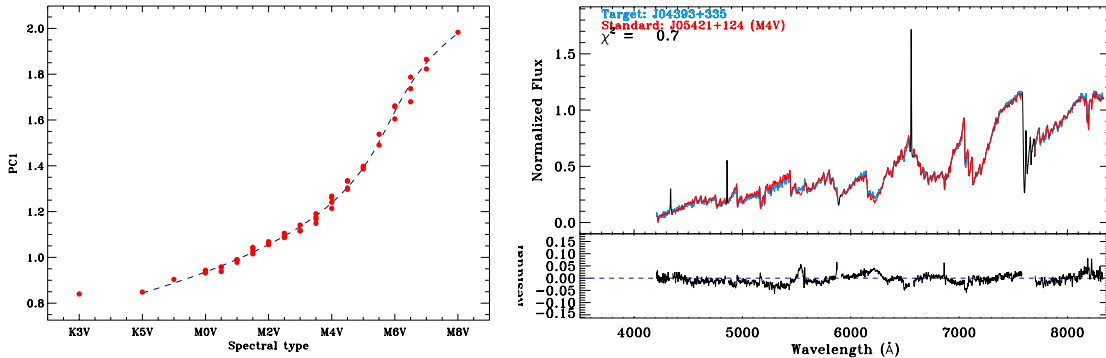 PC1
2.0
1.8
1.6
1.4
1.2
1.0
0.8
K3V K5V M0V M2V M4V M6V M8V
Spectral type
Target: J04393+335
Standard: J05421+124 (M4V)
χ² = 0.7
Normalized Flux
1.5
1.0
0.5
0.0
Residual
0.15
0.10
0.05
0.00
-0.05
-0.10
-0.15
4000 5000 6000 7000 8000
Wavelength (Å)